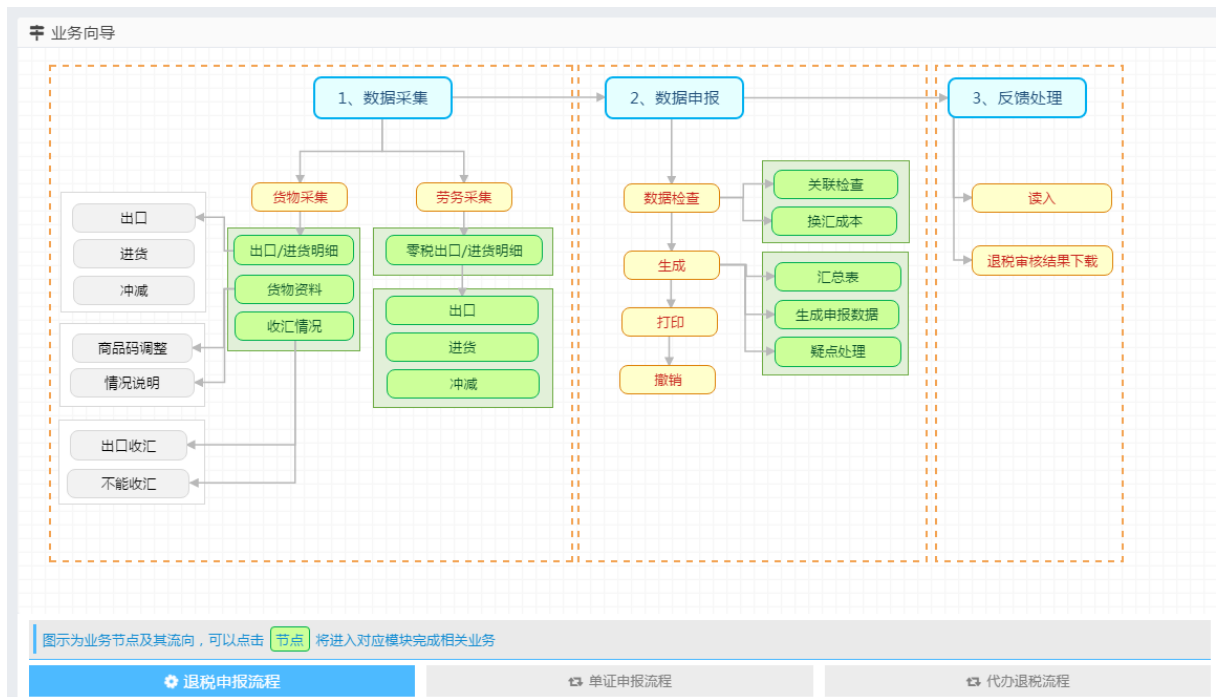 业务向导
1、数据采集
2、数据申报
3、反馈处理
货物采集
劳务采集
出口
进货
冲减
出口/进货明细
货物资料
收汇情况
商品码调整
情况说明
出口收汇
不能收汇
零税出口/进货明细
出口
进货
冲减
数据检查
生成
打印
撤销
关联检查
换汇成本
汇总表
生成申报数据
疑点处理
读入
退税审核结果下载
图示为业务节点及其流向，可以点击 节点 将进入对应模块完成相关业务
退税申报流程
单证申报流程
代办退税流程